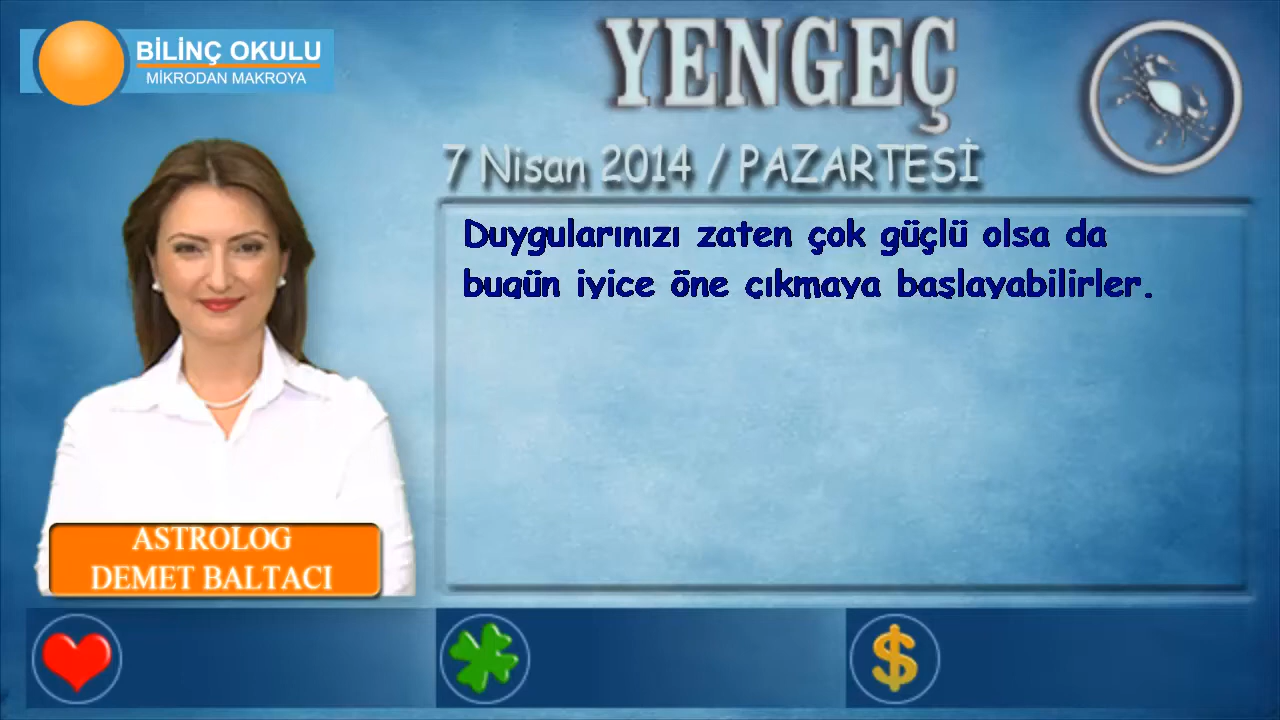 BİLİNÇ OKULU
MİKRODAN MAKROYA
YENGEÇ
7 Nisan 2014 / PAZARTESİ
Duygularınızı zaten çok güçlü olsa da
bugün iyice öne çıkmaya başlayabilirler.
ASTROLOG
DEMET BALTACI
$